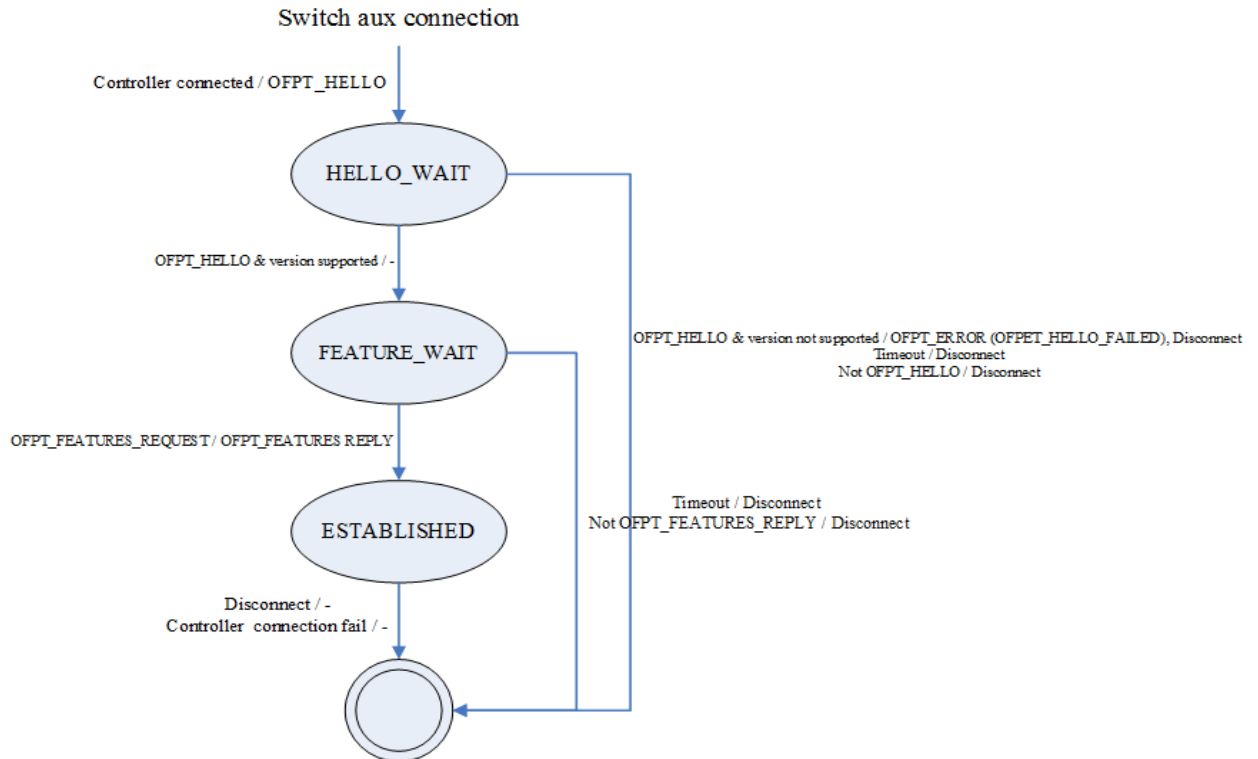 Switch aux connection
Controller connected / OFPT_HELLO
HELLO_WAIT
OFPT_HELLO & version supported / -
OFPT_HELLO & version not supported / OFPT_ERROR (OFPET_HELLO_FAILED), Disconnect
Timeout / Disconnect
Not OFPT_HELLO / Disconnect
FEATURE_WAIT
OFPT_FEATURES_REQUEST / OFPT_FEATURES REPLY
Timeout / Disconnect
Not OFPT_FEATURES_REPLY / Disconnect
ESTABLISHED
Disconnect / -
Controller connection fail / -